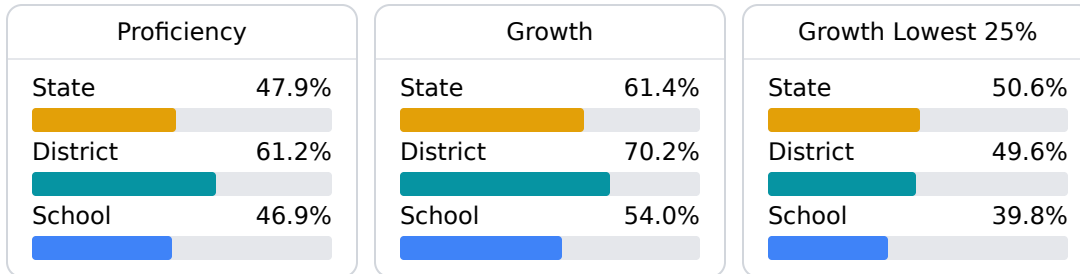 Proficiency
State 47.9%
District 61.2%
School 46.9%
Growth
State 61.4%
District 70.2%
School 54.0%
Growth Lowest 25%
State 50.6%
District 49.6%
School 39.8%